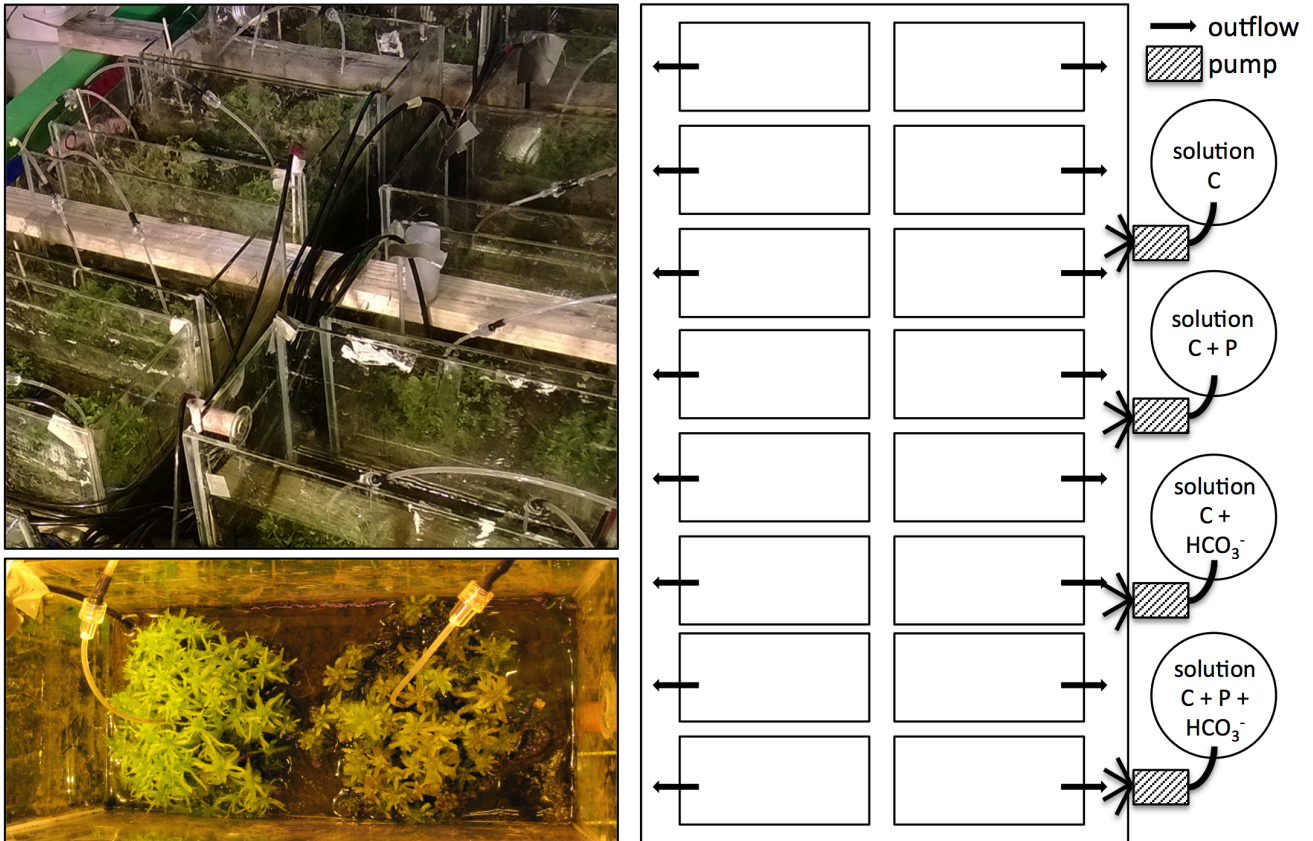 outflow
pump
solution
C
solution
C + P
solution
C +
HCO₃⁻
solution
C + P +
HCO₃⁻